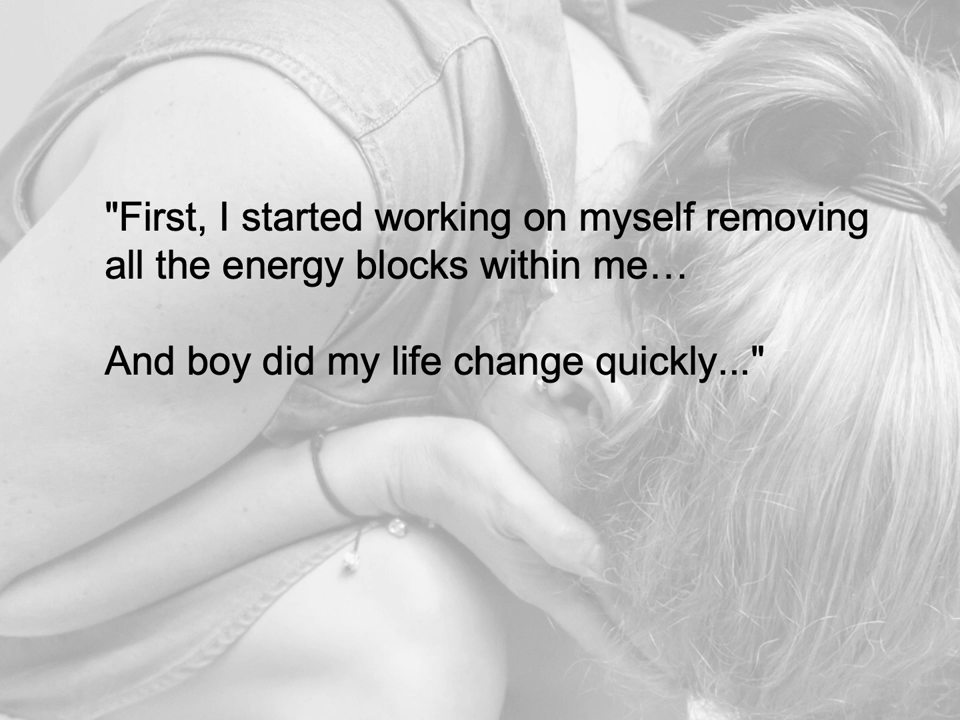 "First, I started working on myself removing
all the energy blocks within me…
And boy did my life change quickly..."